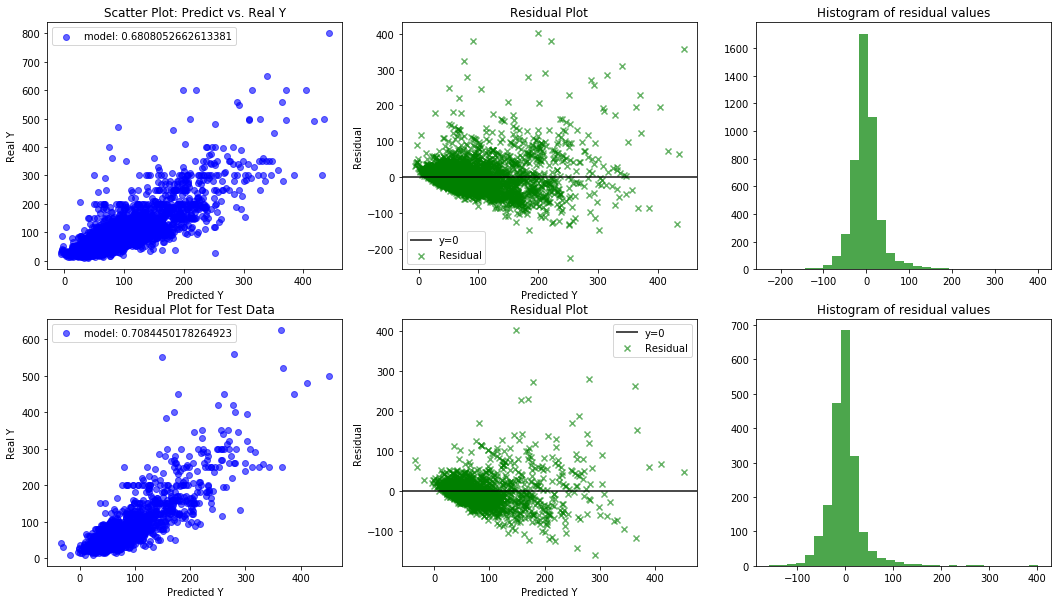 Scatter Plot: Predict vs. Real Y
model: 0.6808052662613381
Real Y
800
700
600
500
400
300
200
100
0
0 100 200 300 400
Predicted Y
Residual Plot
Residual
400
300
200
100
0
−100
−200
y=0
Residual
0 100 200 300 400
Predicted Y
Histogram of residual values
1600
1400
1200
1000
800
600
400
200
0
−200 −100 0 100 200 300 400
Residual Plot for Test Data
model: 0.7084450178264923
Real Y
600
500
400
300
200
100
0
0 100 200 300 400
Predicted Y
Residual Plot
y=0
Residual
Residual
400
300
200
100
0
−100
0 100 200 300 400
Predicted Y
Histogram of residual values
700
600
500
400
300
200
100
0
−100 0 100 200 300 400